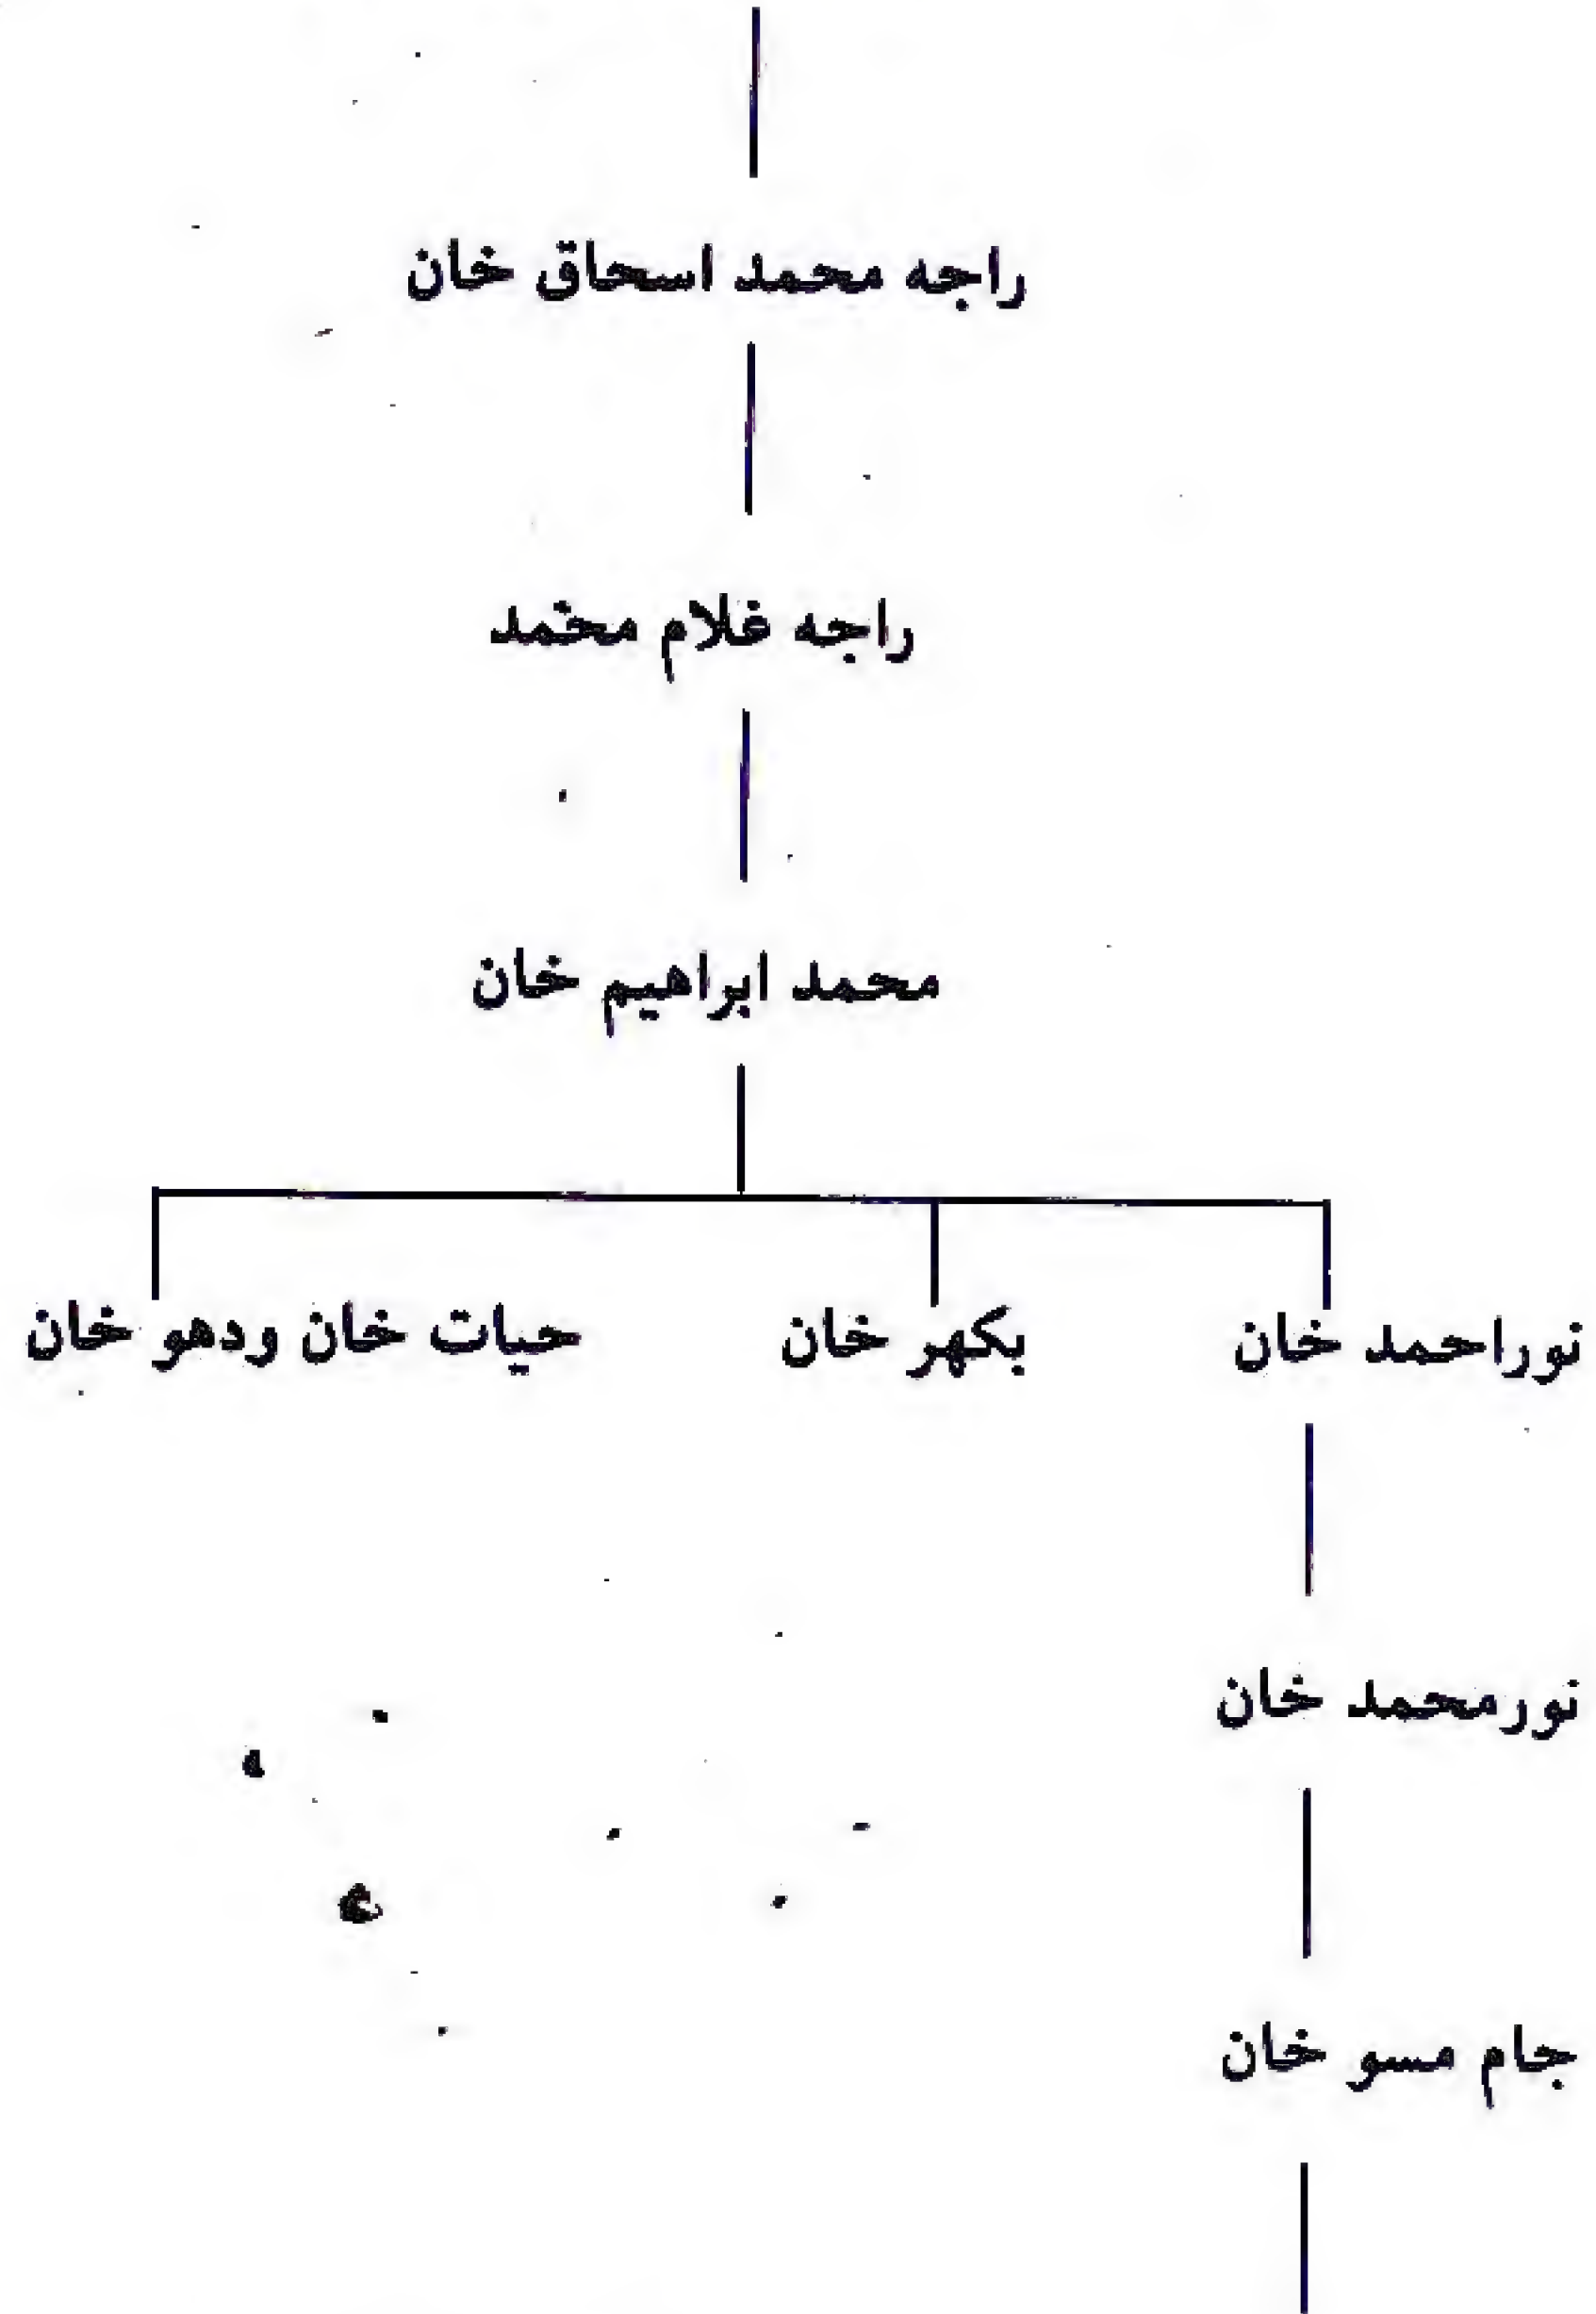 راجه محمد اسحاق خان
راجه غلام محمد
محمد ابراهیم خان
نوراحمد خان بکهر خان حیات خان ودهو خان
نورمحمد خان
جام مسو خان